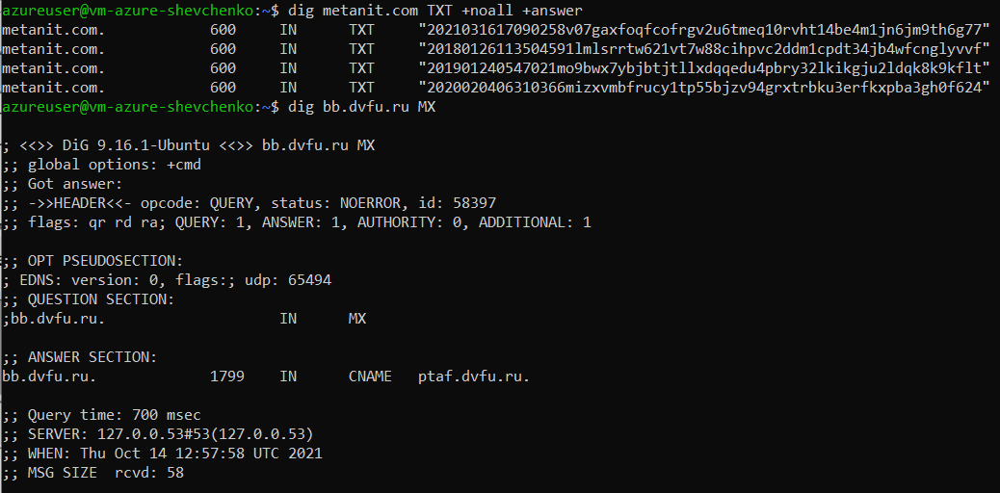 azureuser@vm-azure-shevchenko:~$ dig metanit.com TXT +noall +answer
metanit.com. 600 IN TXT "2021031617090258v07gaxfoqfcofrgv2u6tmeq10rvht14be4m1jn6jm9th6g77"
metanit.com. 600 IN TXT "20180126113504591lmlsrrtw621vt7w88cihpvc2ddm1cpdt34jb4wfcnglyvvf"
metanit.com. 600 IN TXT "201901240547021mo9bwx7ybjbtjtllxdqqedu4pbry32lkikgju2ldqk8k9kflt"
metanit.com. 600 IN TXT "2020020406310366mizxvmbfrucy1tp55bjzv94grxtrbku3erfkxpba3gh0f624"
azureuser@vm-azure-shevchenko:~$ dig bb.dvfu.ru MX
; <<>> DiG 9.16.1-Ubuntu <<>> bb.dvfu.ru MX
;; global options: +cmd
;; Got answer:
;; ->>HEADER<<- opcode: QUERY, status: NOERROR, id: 58397
;; flags: qr rd ra; QUERY: 1, ANSWER: 1, AUTHORITY: 0, ADDITIONAL: 1
;; OPT PSEUDOSECTION:
; EDNS: version: 0, flags:; udp: 65494
;; QUESTION SECTION:
;bb.dvfu.ru. IN MX
;; ANSWER SECTION:
bb.dvfu.ru. 1799 IN CNAME ptaf.dvfu.ru.
;; Query time: 700 msec
;; SERVER: 127.0.0.53#53(127.0.0.53)
;; WHEN: Thu Oct 14 12:57:58 UTC 2021
;; MSG SIZE rcvd: 58